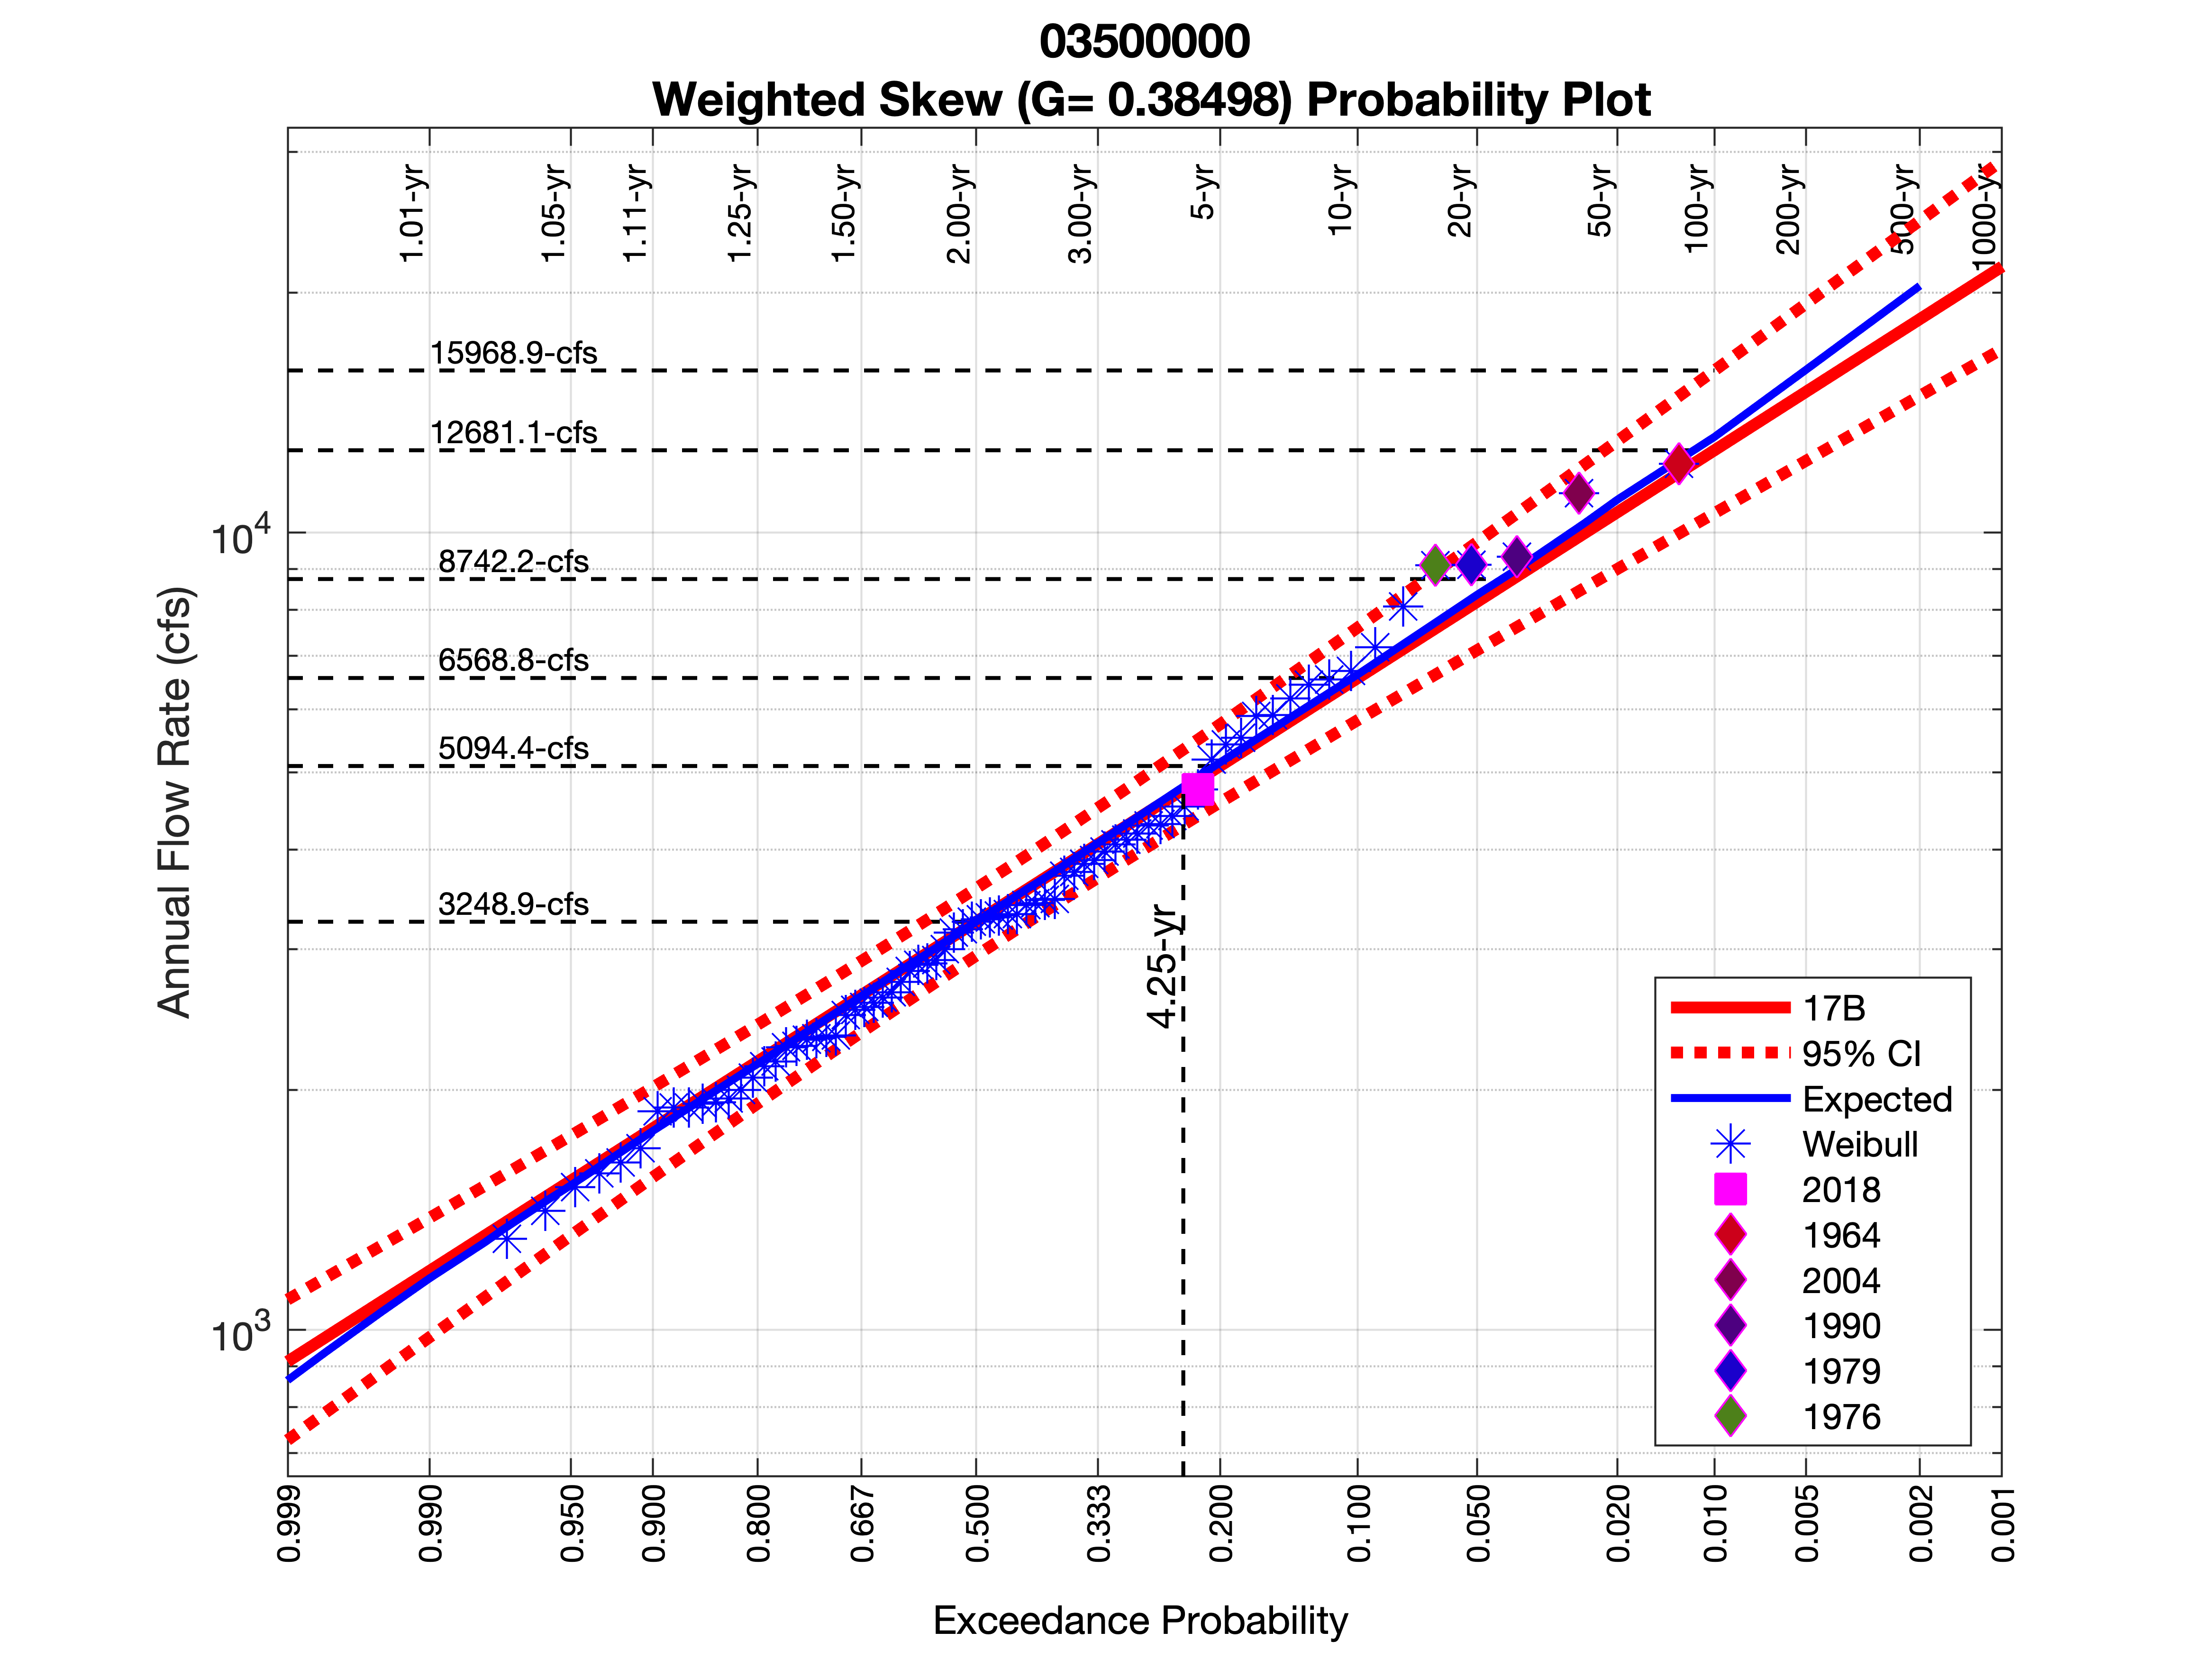 03500000
Weighted Skew (G= 0.38498) Probability Plot
1.01-yr
1.05-yr
1.11-yr
1.25-yr
1.50-yr
2.00-yr
3.00-yr
5-yr
10-yr
20-yr
50-yr
100-yr
200-yr
500-yr
1000-yr
15968.9-cfs
12681.1-cfs
8742.2-cfs
6568.8-cfs
5094.4-cfs
3248.9-cfs
4.25-yr
10⁴
10³
Annual Flow Rate (cfs)
17B
95% CI
Expected
Weibull
2018
1964
2004
1990
1979
1976
0.999
0.990
0.950
0.900
0.800
0.667
0.500
0.333
0.200
0.100
0.050
0.020
0.010
0.005
0.002
0.001
Exceedance Probability